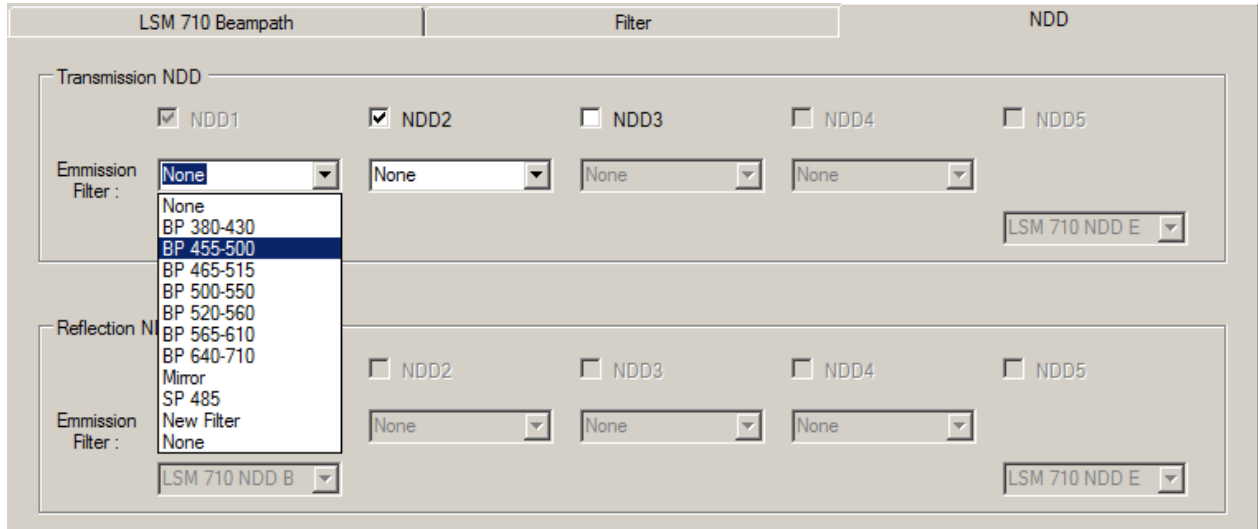 LSM 710 Beampath Filter NDD
Transmission NDD
NDD1 NDD2 NDD3 NDD4 NDD5
Emmission
Filter :
None None None None
None
BP 380-430
BP 455-500
LSM 710 NDD E
BP 465-515
BP 500-550
BP 520-560
BP 565-610
BP 640-710
Mirror
SP 485
New Filter
None
Reflection
NDD2 NDD3 NDD4 NDD5
Emmission
Filter :
None None None
LSM 710 NDD B LSM 710 NDD E